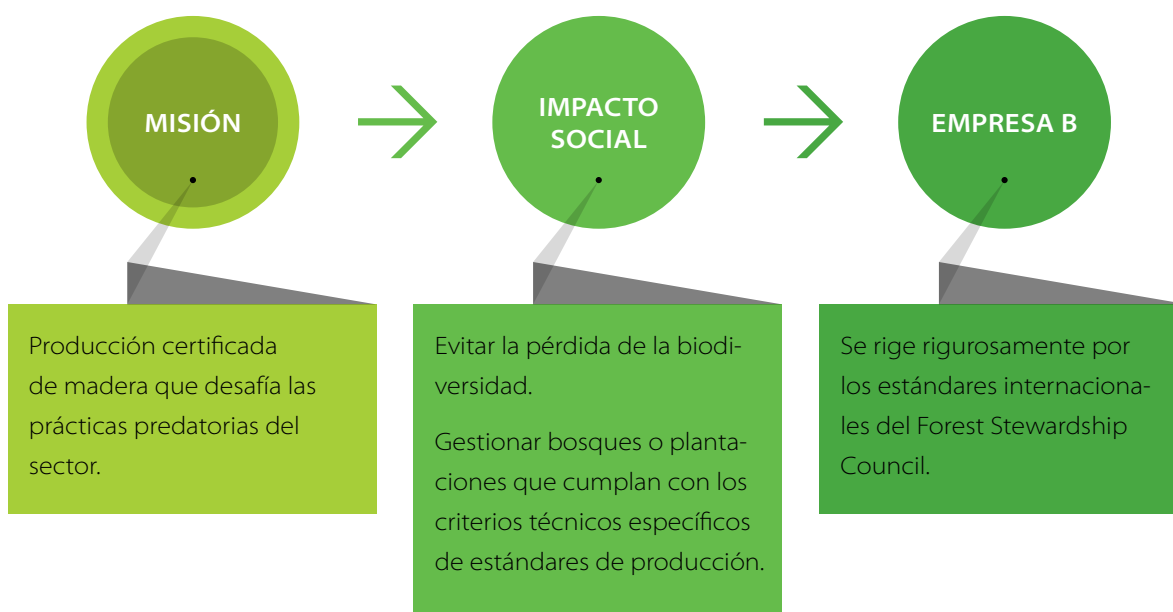 MISIÓN
IMPACTO
SOCIAL
EMPRESA B
Producción certificada
de madera que desafía las
prácticas predatorias del
sector.
Evitar la pérdida de la biodi-
versidad.
Gestionar bosques o planta-
ciones que cumplan con los
criterios técnicos específicos
de estándares de producción.
Se rige rigurosamente por
los estándares internaciona-
les del Forest Stewardship
Council.